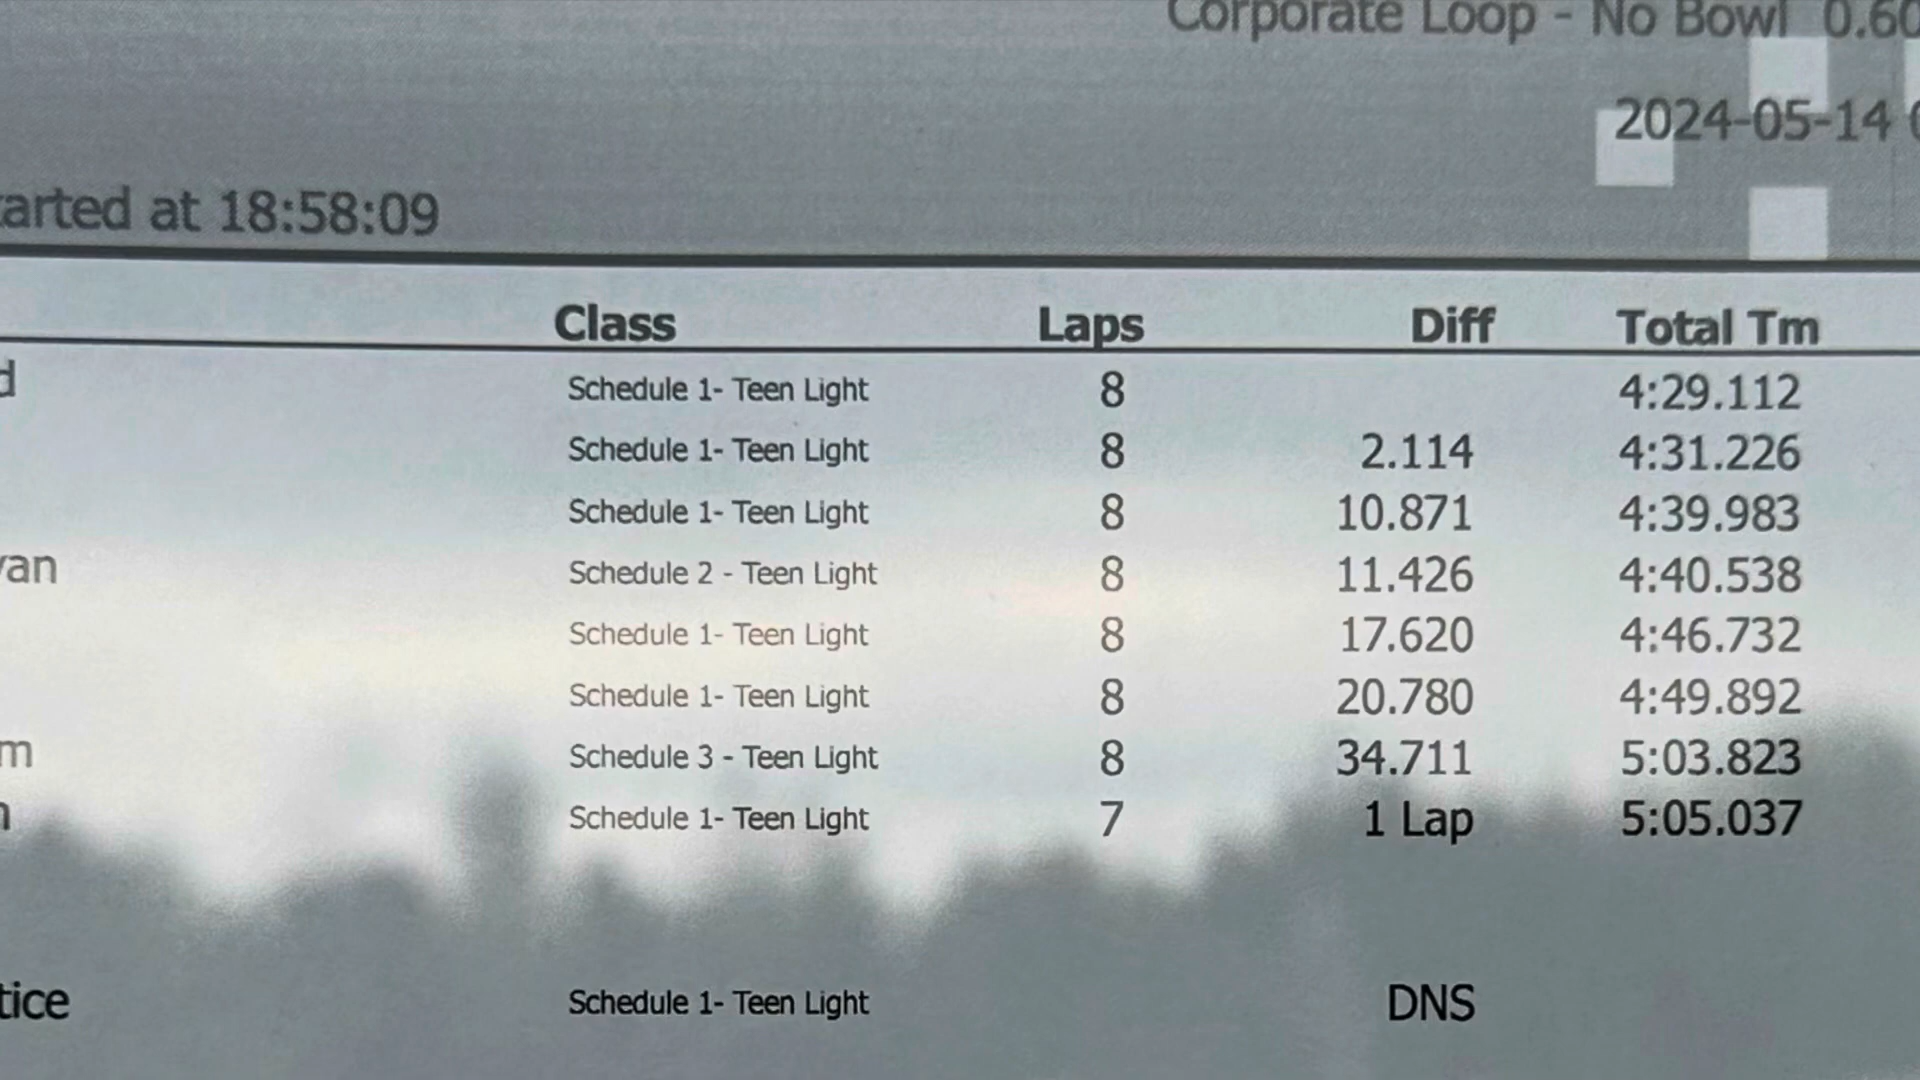 Corporate Loop - No Bowl 0.60
2024-05-14
arted at 18:58:09
Class Laps Diff Total Tm
d Schedule 1- Teen Light 8 4:29.112
Schedule 1- Teen Light 8 2.114 4:31.226
Schedule 1- Teen Light 8 10.871 4:39.983
van Schedule 2 - Teen Light 8 11.426 4:40.538
Schedule 1- Teen Light 8 17.620 4:46.732
Schedule 1- Teen Light 8 20.780 4:49.892
m Schedule 3 - Teen Light 8 34.711 5:03.823
Schedule 1- Teen Light 7 1 Lap 5:05.037
tice Schedule 1- Teen Light DNS